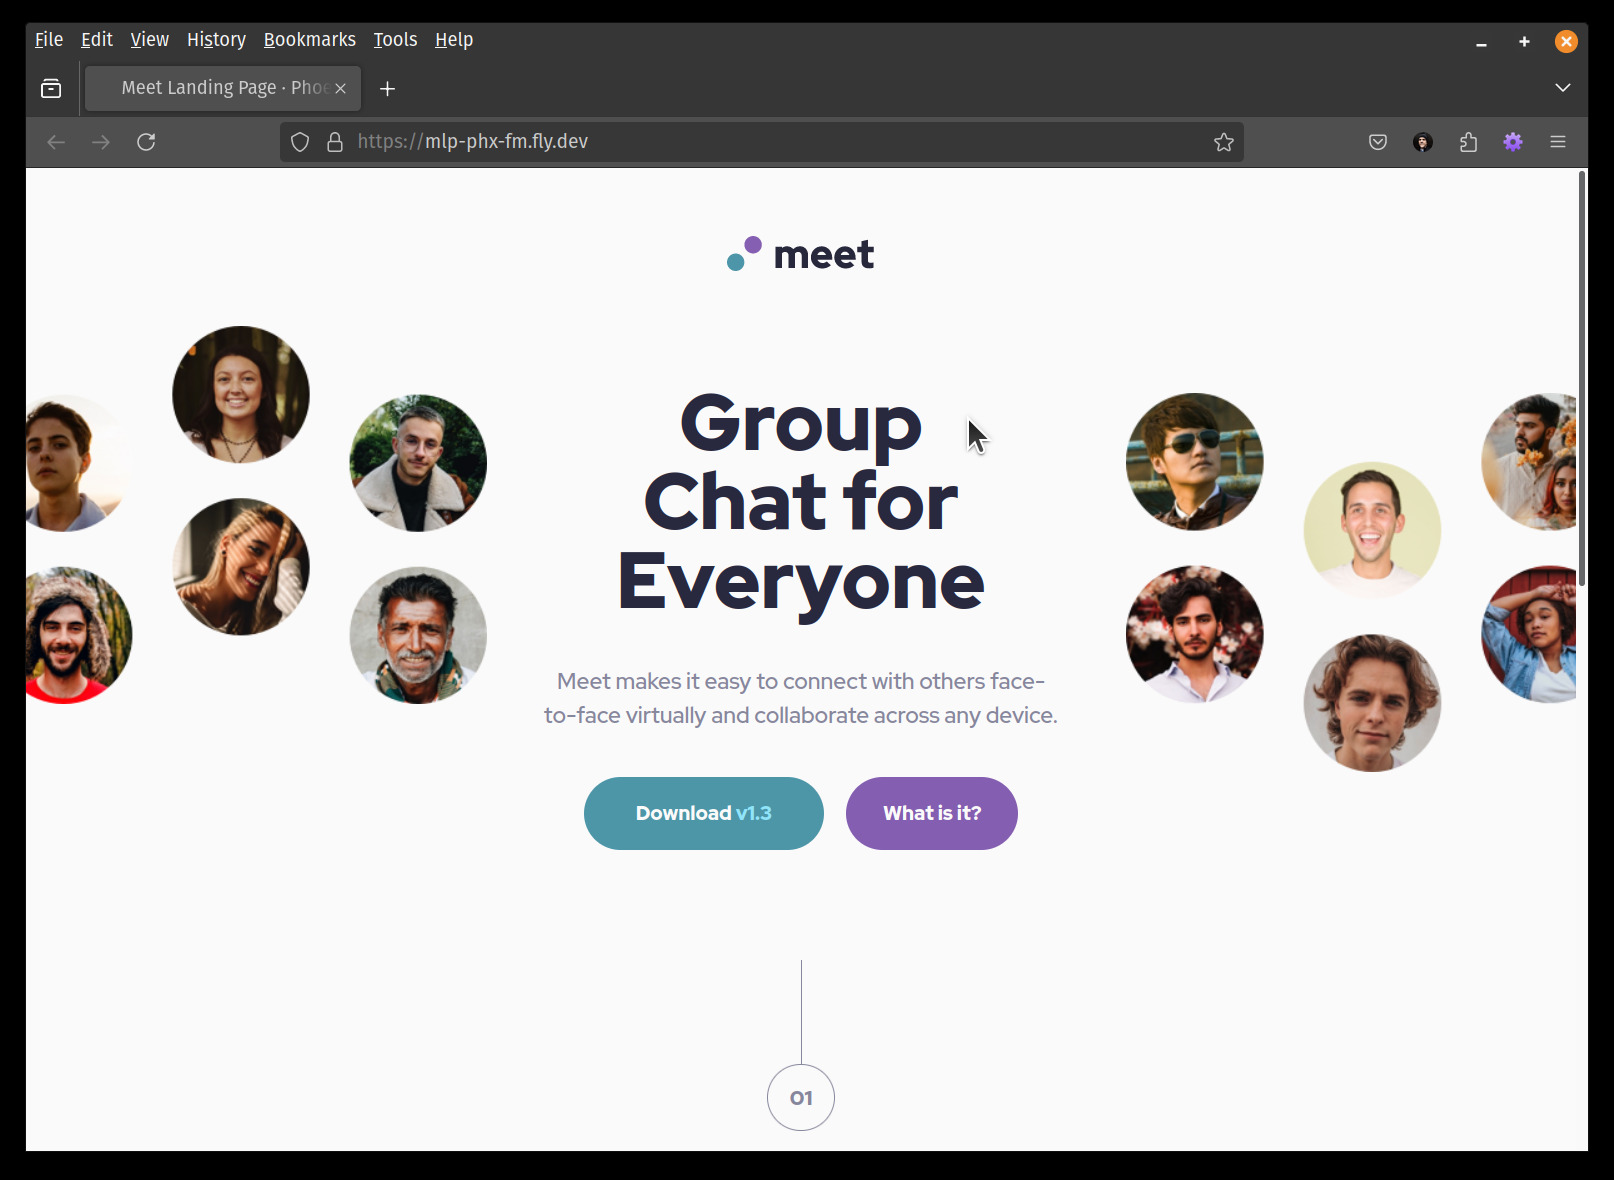 File Edit View History Bookmarks Tools Help
Meet Landing Page · Phoe
https://mlp-phx-fm.fly.dev
meet
Group
Chat for
Everyone
Meet makes it easy to connect with others face-
to-face virtually and collaborate across any device.
Download v1.3
What is it?
01